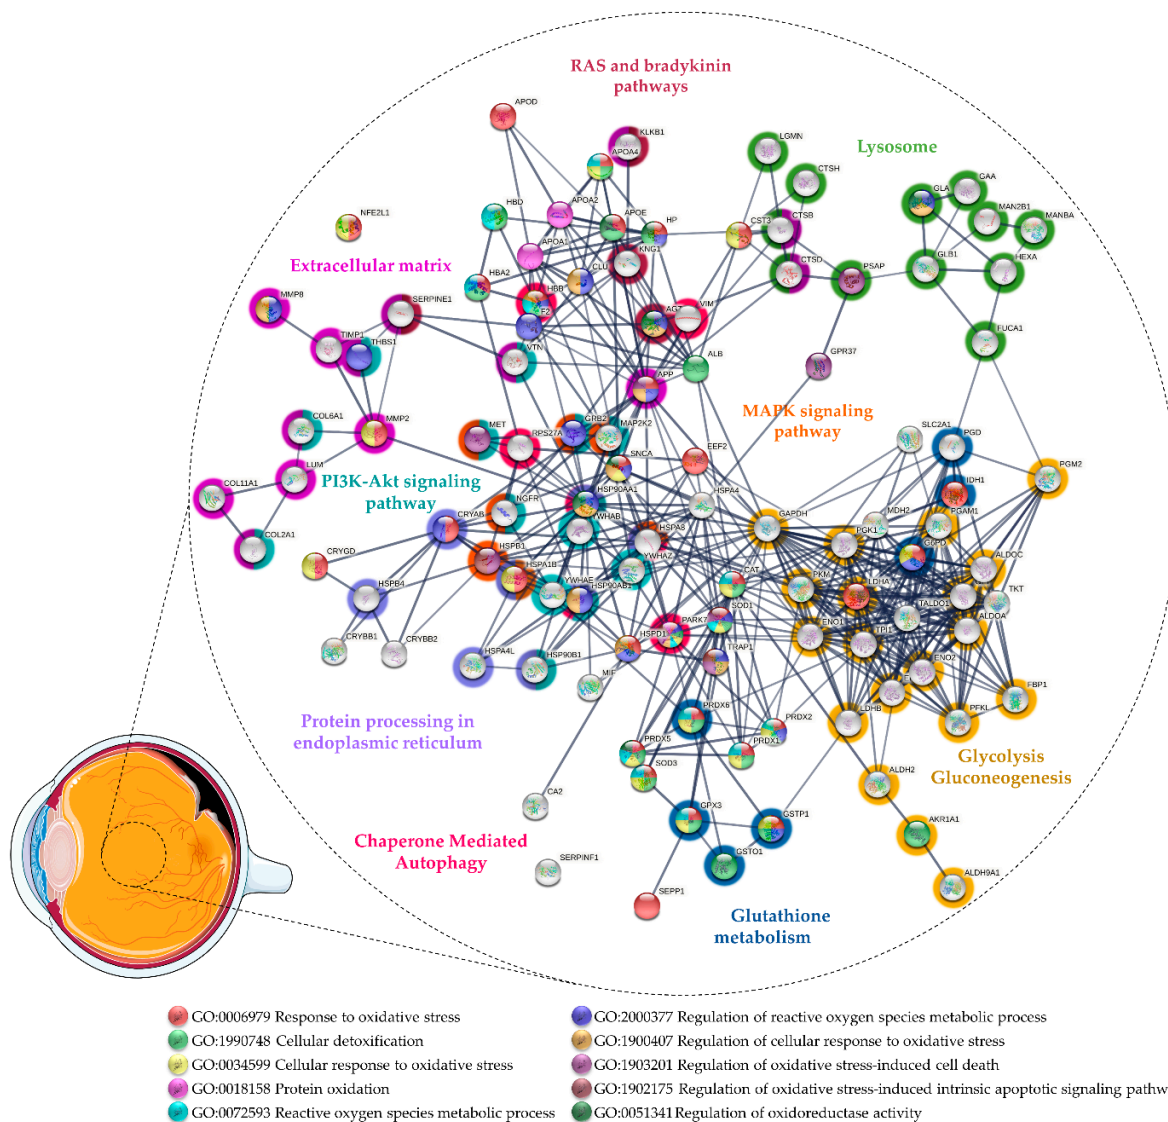 RAS and bradykinin
pathways
APOD
KLKB1
APOA4
LGMN
Lysosome
CTSH
GAA
GLA
MAN2B1
MANBA
NFE2L1
HBD
APOA2
APOE
HP
CST3
CTSB
APOA1
KNG1
CTSD
PSAP
GLB1
HEXA
Extracellular matrix
HBA2
CLU
HBB
MMP8
SERPINE1
F2
VIM
TIMP1
THBS1
VTN
ALB
FUCA1
GPR37
APP
COL6A1
MMP2
MET
RPS27A
GRB2
MAP2K2
MAPK signaling
pathway
SLC2A1
PGD
EEF2
PGM2
LUM
SNCA
IDH1
COL11A1
PI3K-Akt signaling
pathway
NGFR
HSP90AA1
HSPA4
GAPDH
MDH2
PGAM1
CRYAB
YWHAB
HSPA8
PGK1
G6PD
COL2A1
CRYGD
HSPB1
YWHAZ
ALDOC
HSPB4
HSPA1B
YWHAE
HSP90AB1
CAT
PKM
LDHA
TALDO1
TKT
SOD1
PARK7
ENO1
TPI1
ALDOA
CRYBB1
CRYBB2
HSPA4L
HSP90B1
HSPD1
TRAP1
ENO2
MIF
FBP1
PRDX6
LDHB
PFKL
Protein processing in
endoplasmic reticulum
PRDX5
PRDX1
PRDX2
SOD3
Glycolysis
Gluconeogenesis
ALDH2
CA2
GPX3
GSTP1
AKR1A1
Chaperone Mediated
Autophagy
GSTO1
SERPINF1
SEPP1
ALDH9A1
Glutathione
metabolism
GO:0006979 Response to oxidative stress
GO:1990748 Cellular detoxification
GO:0034599 Cellular response to oxidative stress
GO:0018158 Protein oxidation
GO:0072593 Reactive oxygen species metabolic process
GO:2000377 Regulation of reactive oxygen species metabolic process
GO:1900407 Regulation of cellular response to oxidative stress
GO:1903201 Regulation of oxidative stress-induced cell death
GO:1902175 Regulation of oxidative stress-induced intrinsic apoptotic signaling pathw
GO:0051341 Regulation of oxidoreductase activity